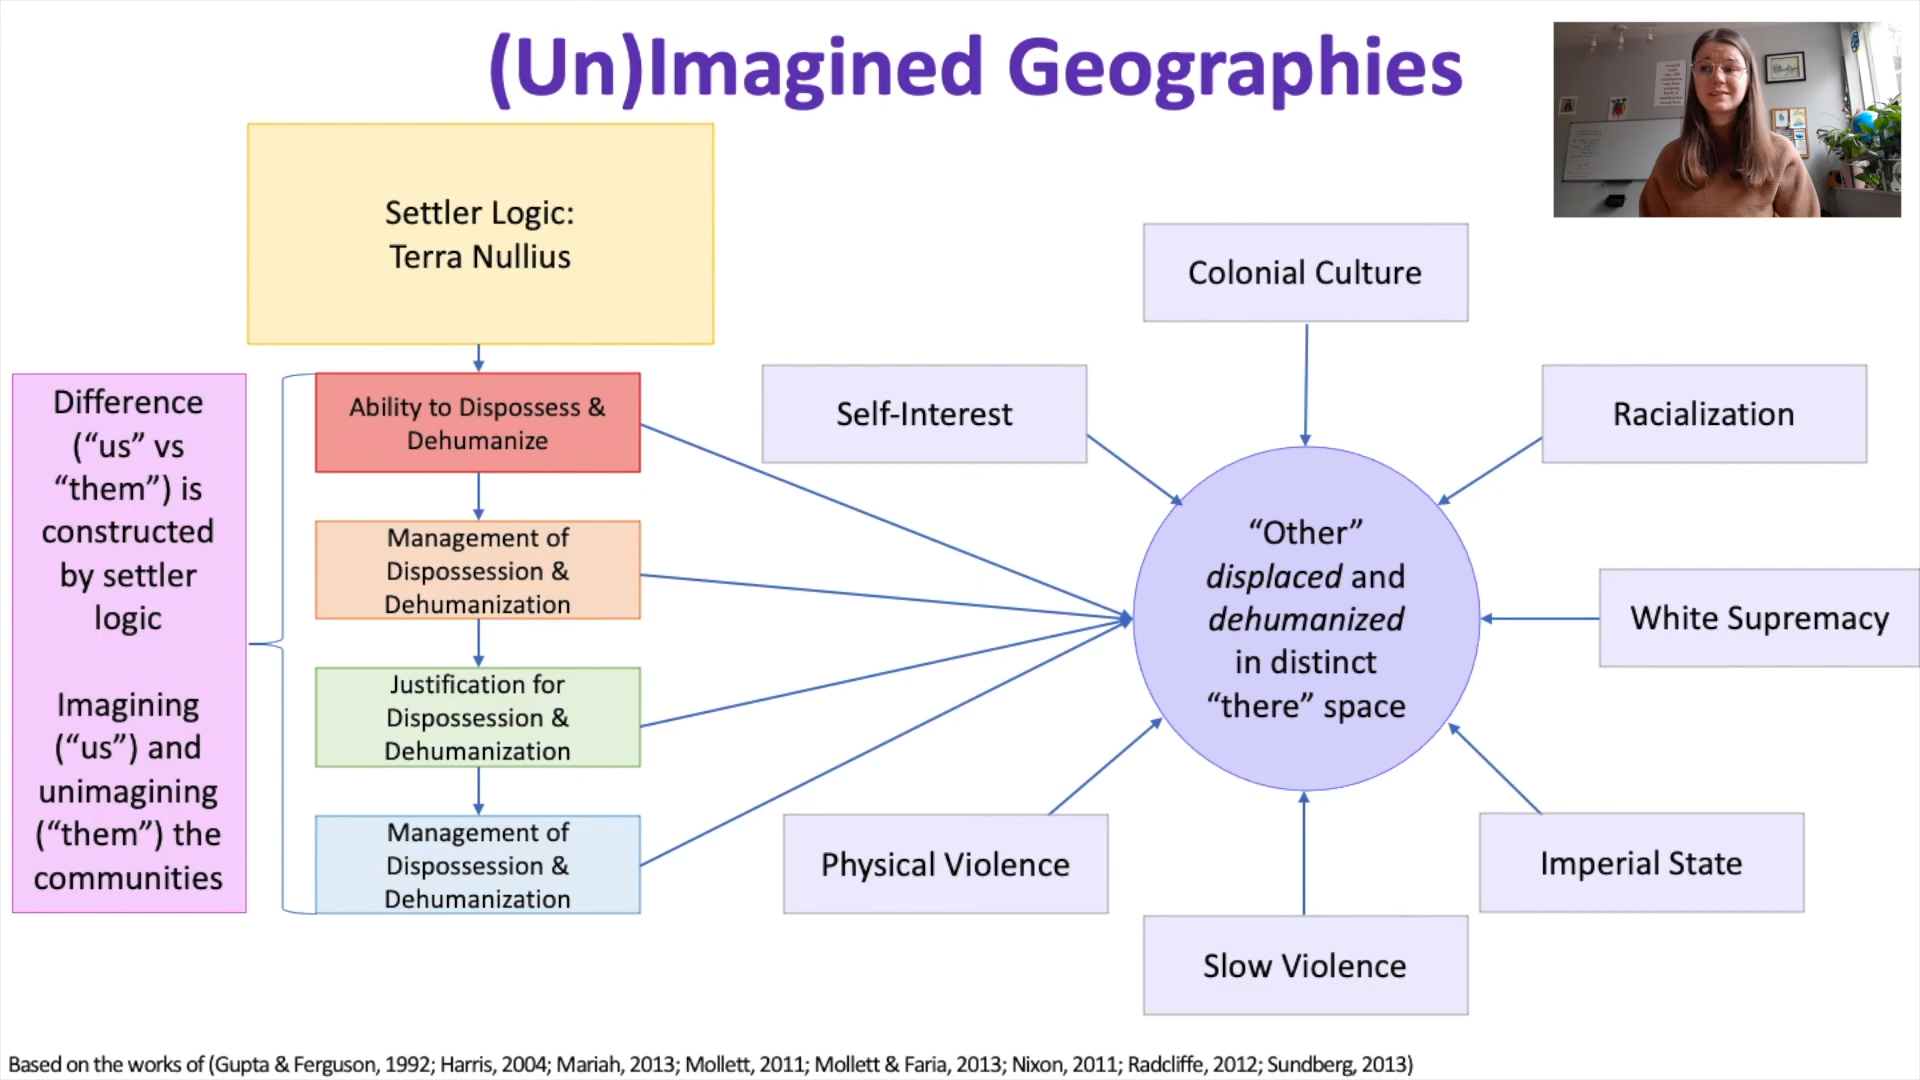 (Un)Imagined Geographies
Settler Logic:
Terra Nullius
Difference
(“us” vs
“them”) is
constructed
by settler
logic
Imagining
(“us”) and
unimagining
(“them”) the
communities
Ability to Dispossess &
Dehumanize
Management of
Dispossession &
Dehumanization
Justification for
Dispossession &
Dehumanization
Management of
Dispossession &
Dehumanization
Colonial Culture
Self-Interest
Racialization
“Other”
displaced and
dehumanized
in distinct
“there” space
White Supremacy
Physical Violence
Imperial State
Slow Violence
Based on the works of (Gupta & Ferguson, 1992; Harris, 2004; Mariah, 2013; Mollett, 2011; Mollett & Faria, 2013; Nixon, 2011; Radcliffe, 2012; Sundberg, 2013)